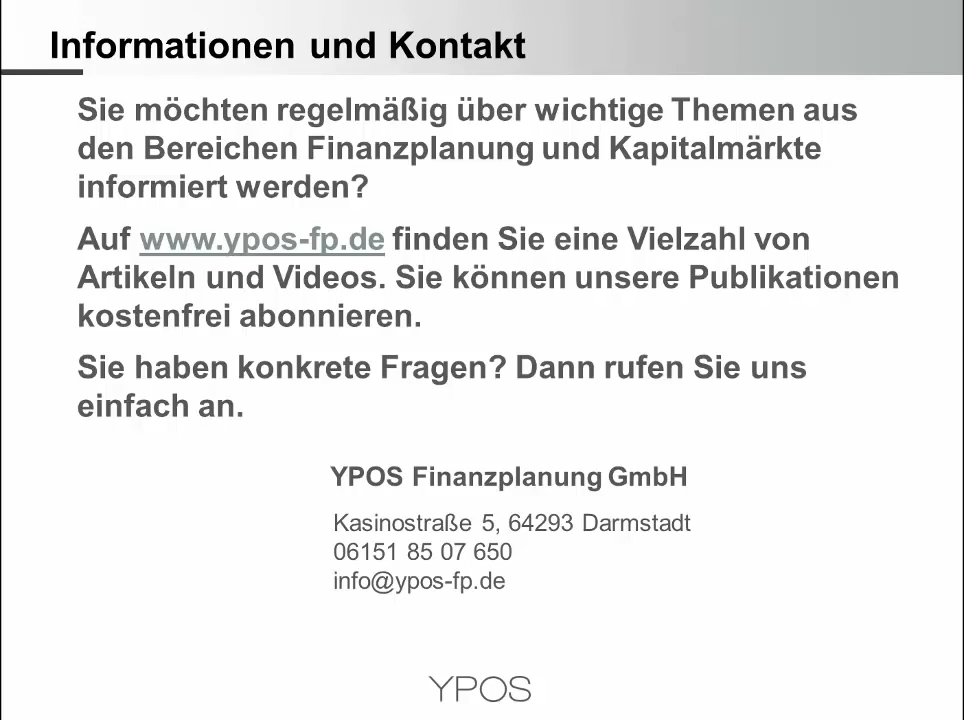 Informationen und Kontakt
Sie möchten regelmäßig über wichtige Themen aus
den Bereichen Finanzplanung und Kapitalmärkte
informiert werden?
Auf www.ypos-fp.de finden Sie eine Vielzahl von
Artikeln und Videos. Sie können unsere Publikationen
kostenfrei abonnieren.
Sie haben konkrete Fragen? Dann rufen Sie uns
einfach an.
YPOS Finanzplanung GmbH
Kasinostraße 5, 64293 Darmstadt
06151 85 07 650
info@ypos-fp.de
YPOS